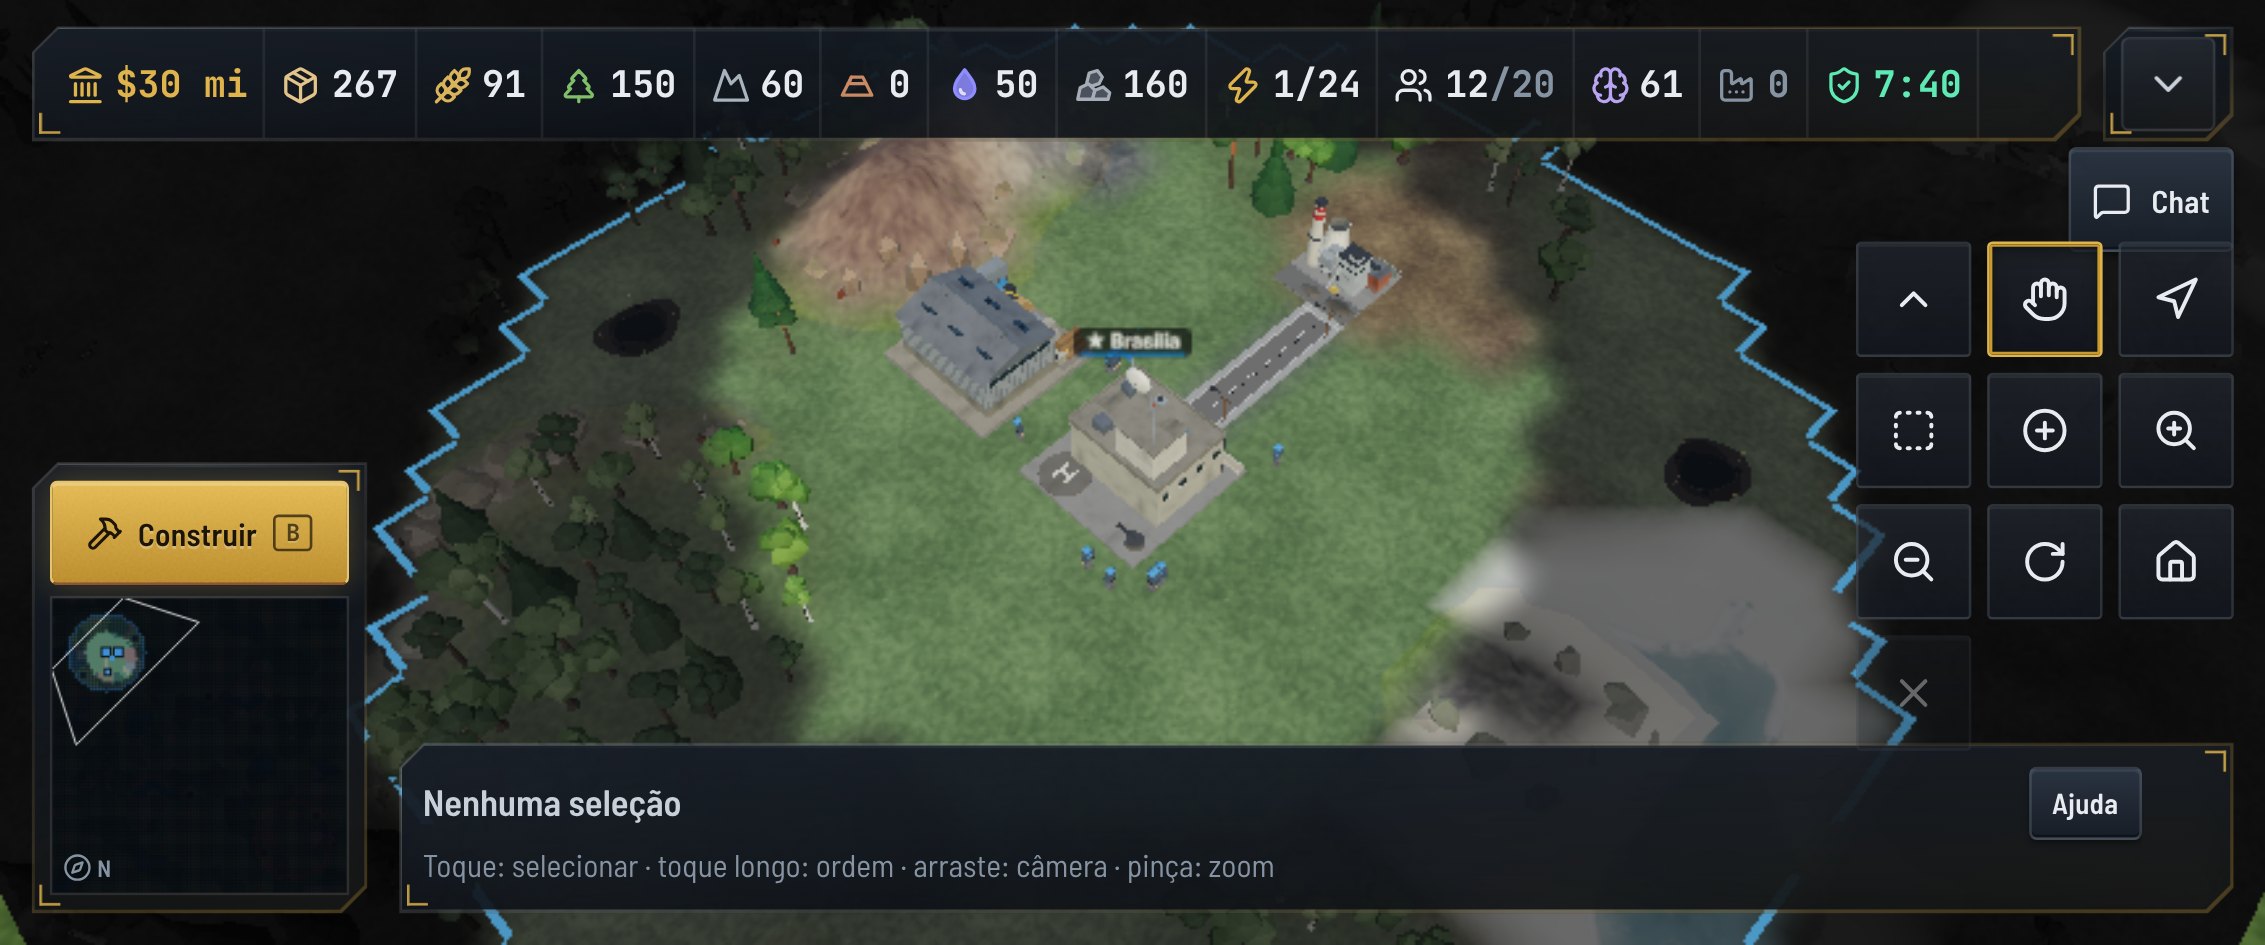 $30 mi 267 91 150 60 0 50 160 1/24 12/20 61 0 7:40
Chat
★ Brasília
H
Construir B
N
Nenhuma seleção
Ajuda
Toque: selecionar · toque longo: ordem · arraste: câmera · pinça: zoom